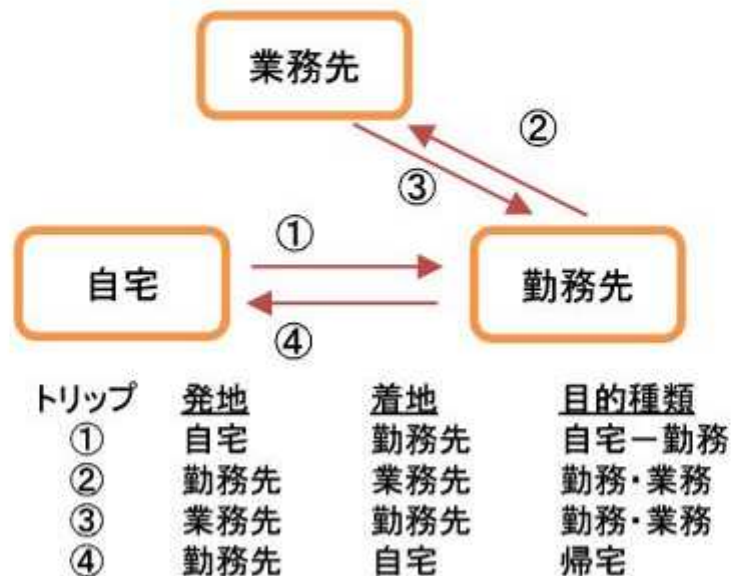 業務先
②
③
①
自宅
勤務先
④
トリップ 発地 着地 目的種類
① 自宅 勤務先 自宅－勤務
② 勤務先 業務先 勤務・業務
③ 業務先 勤務先 勤務・業務
④ 勤務先 自宅 帰宅